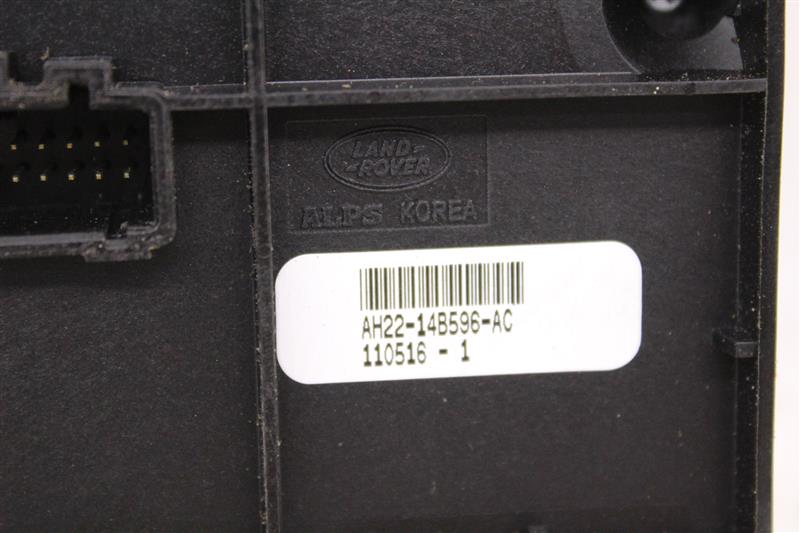 LAND-
-ROVER
ALPS KOREA
AH22-14B596-AC
110516 - 1